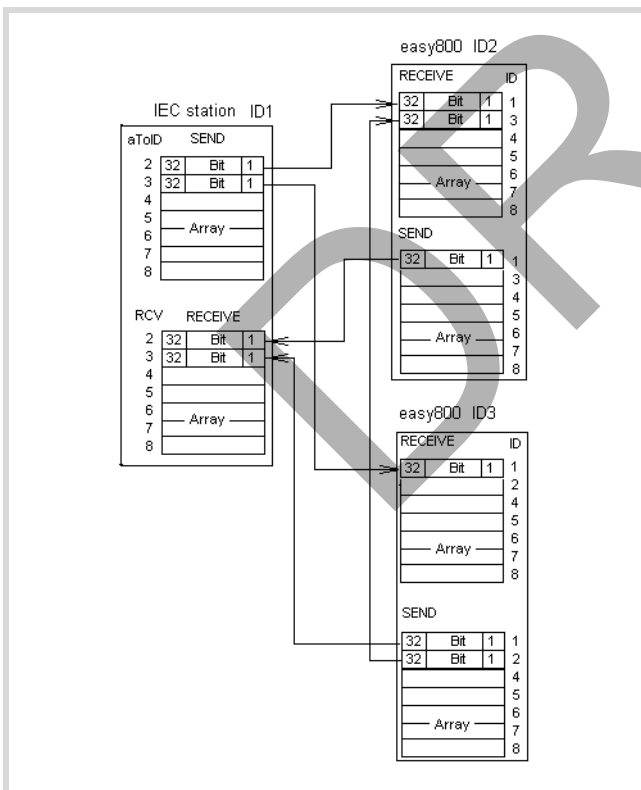 easy800 ID2
RECEIVE ID
32 Bit 1 1
32 Bit 1 3
4
5
6
Array
7
8
SEND
32 Bit 1 1
3
4
5
6
Array
7
8
IEC station ID1
aToID SEND
2 32 Bit 1
3 32 Bit 1
4
5
Array
6
7
8
RCV RECEIVE
2 32 Bit 1
3 32 Bit 1
4
5
6
Array
7
8
easy800 ID3
RECEIVE ID
32 Bit 1 1
2
4
5
6
Array
7
8
SEND
32 Bit 1 1
32 Bit 1 2
4
5
6
Array
7
8
DR